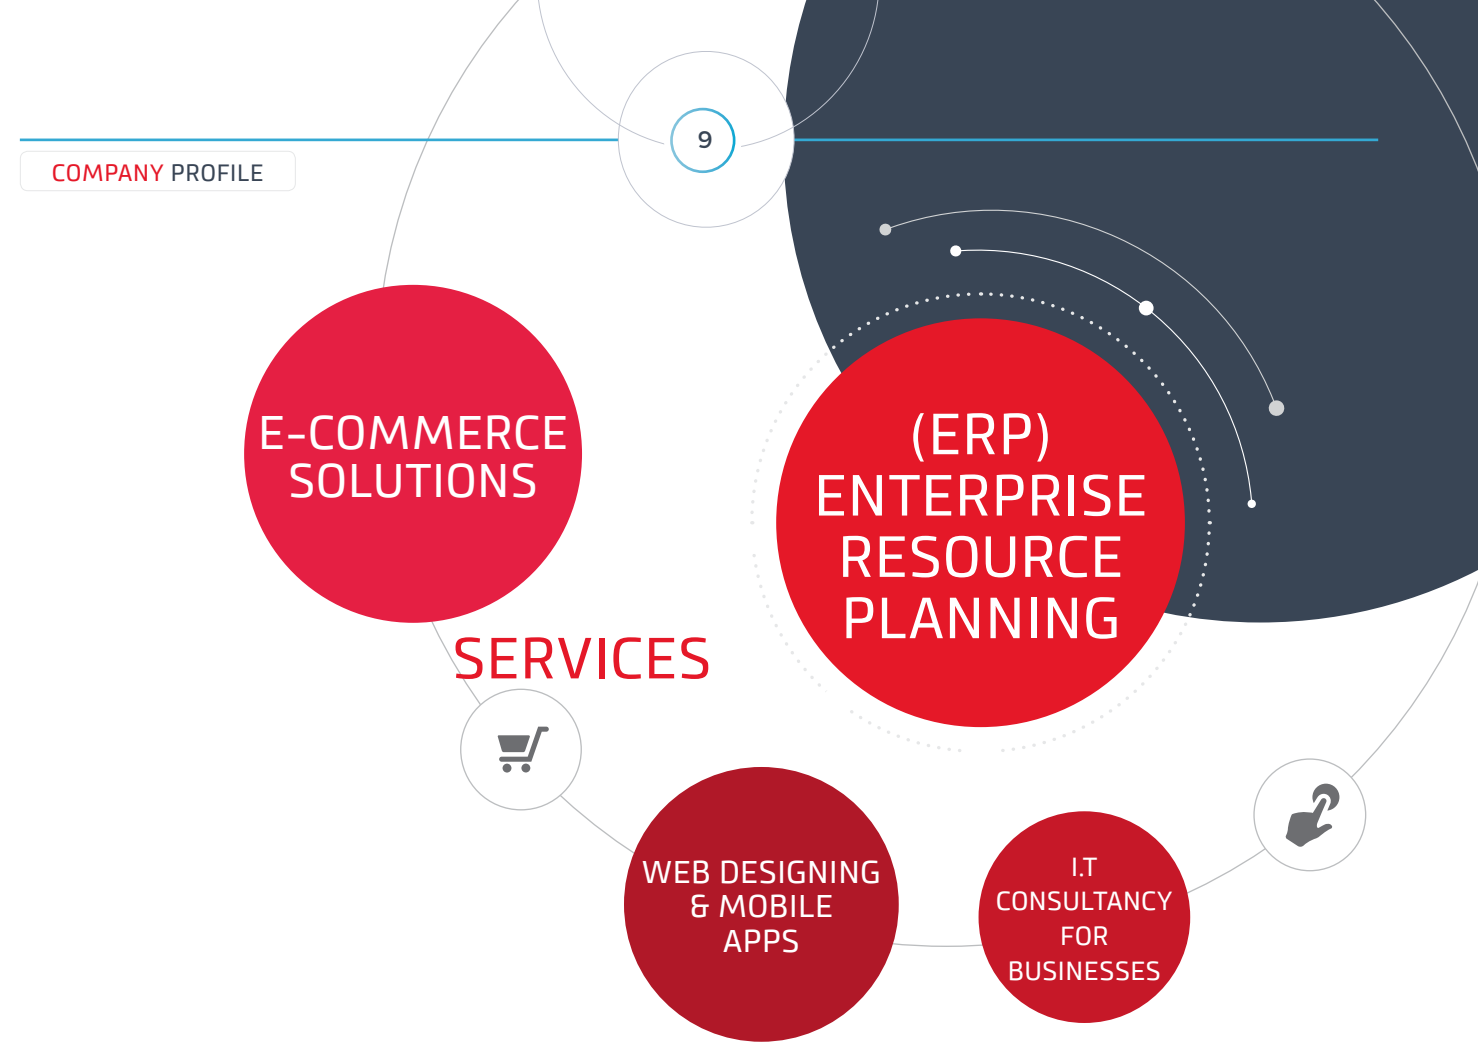 9
COMPANY PROFILE
E-COMMERCE
SOLUTIONS
(ERP)
ENTERPRISE
RESOURCE
PLANNING
SERVICES
WEB DESIGNING
& MOBILE
APPS
I.T
CONSULTANCY
FOR
BUSINESSES